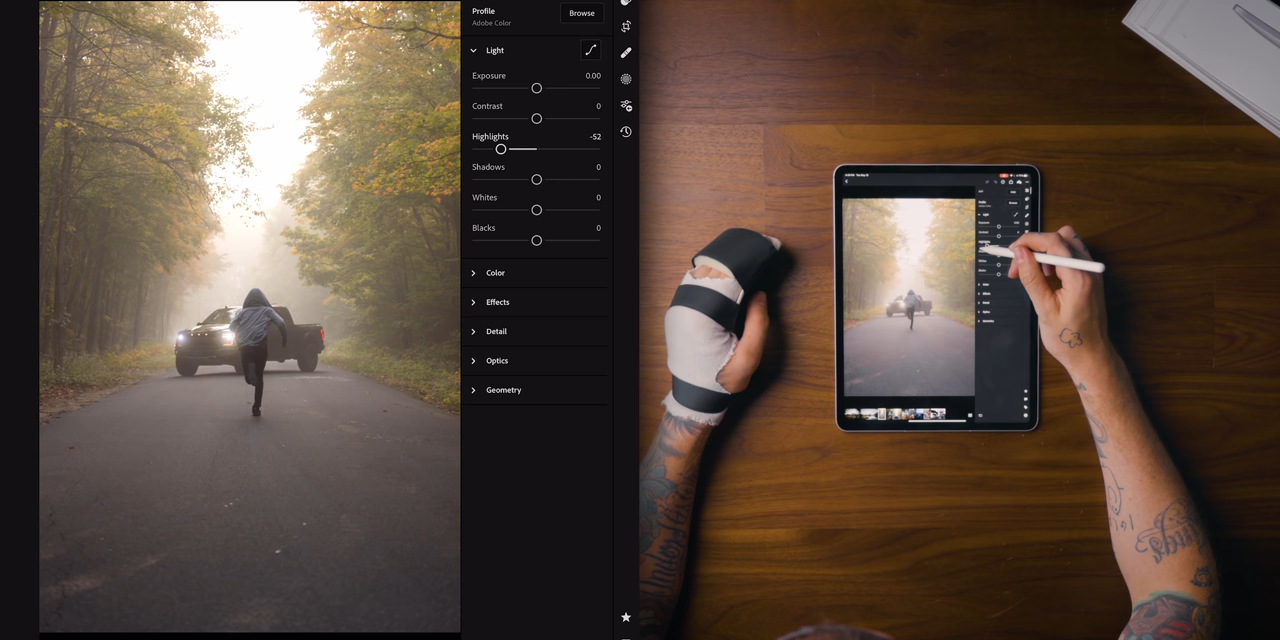 Profile
Adobe Color
Browse
Light
Exposure 0.00
Contrast 0
Highlights -52
Shadows 0
Whites 0
Blacks 0
Color
Effects
Detail
Optics
Geometry